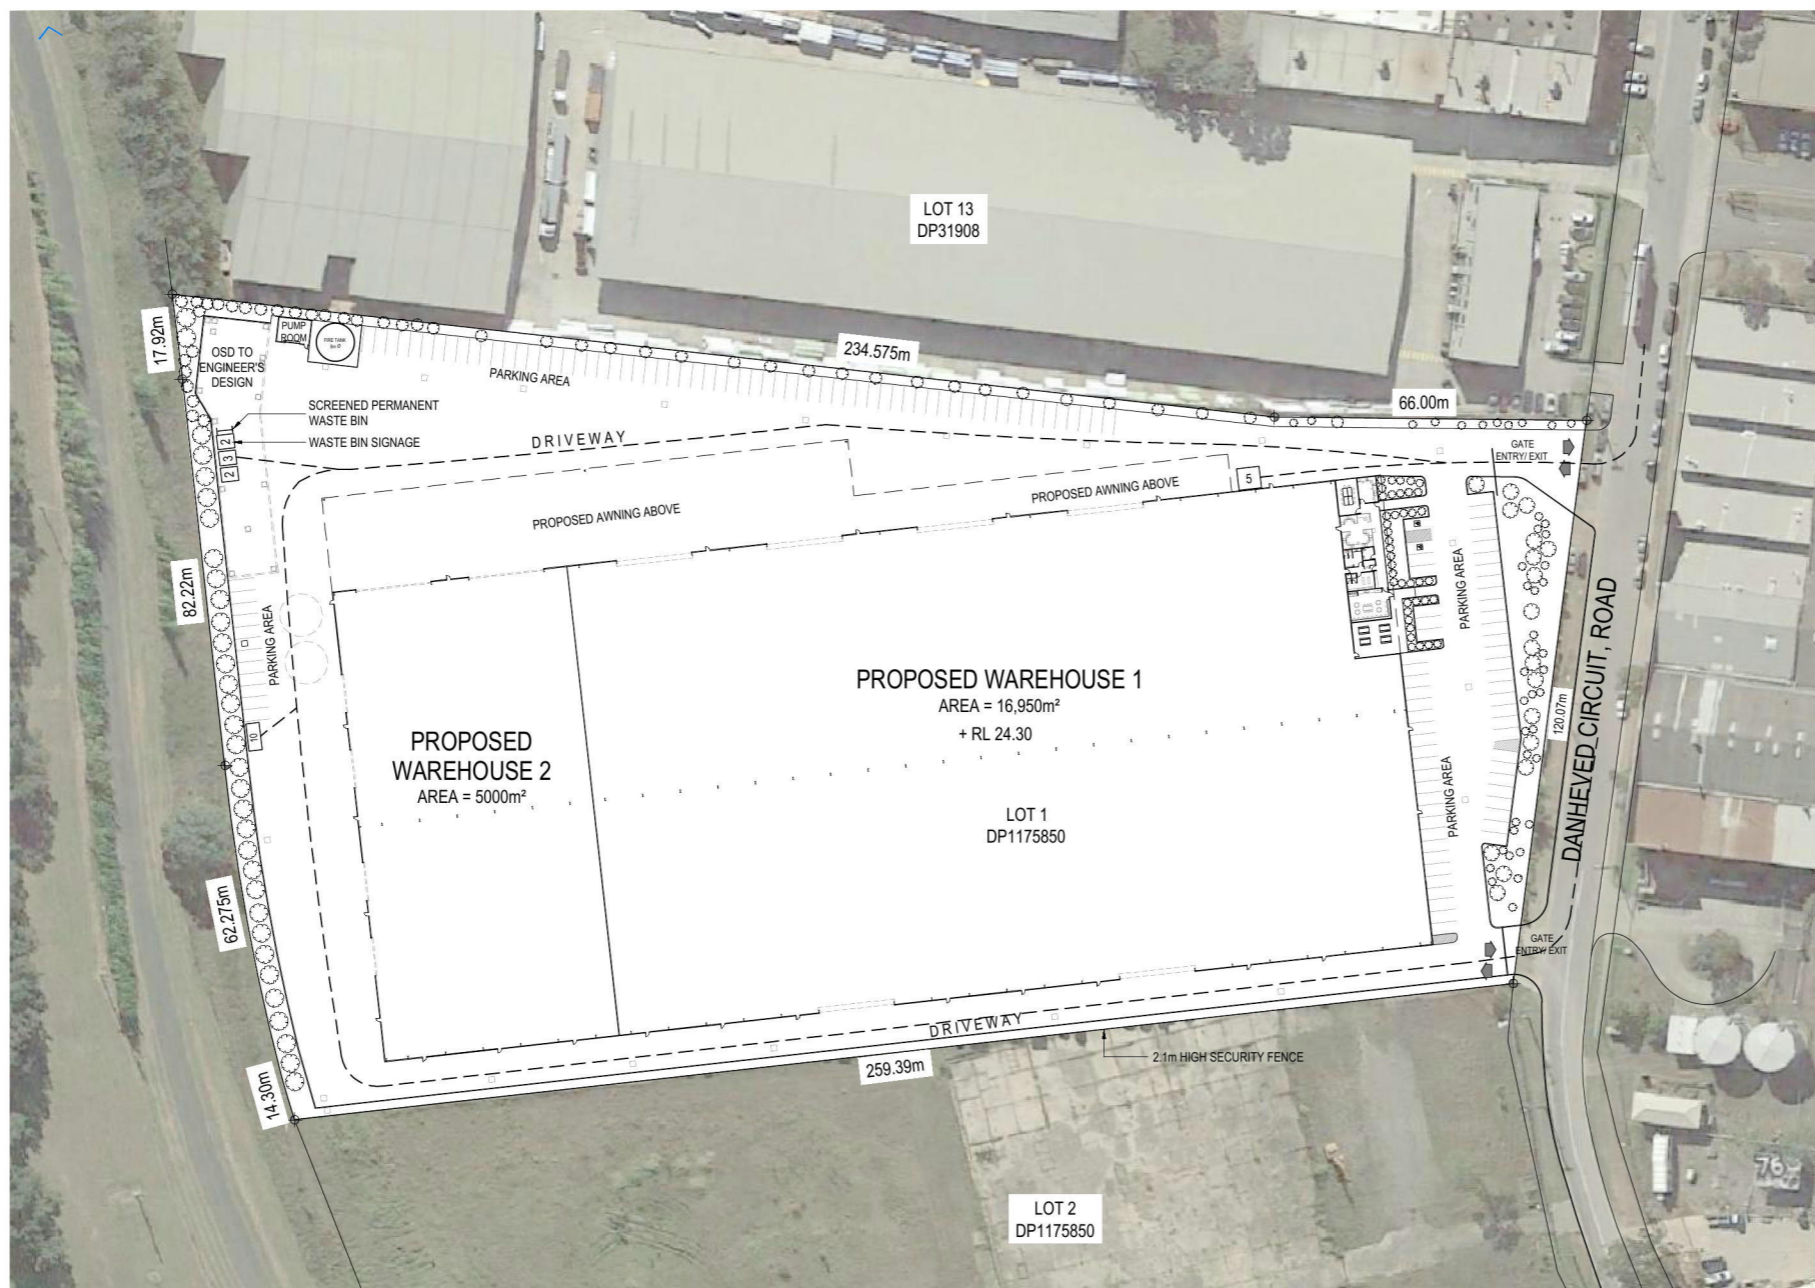 LOT 13
DP31908
17.92m
234.575m
66.00m
PUMP
ROOM
FIRE TANK
OSD TO
ENGINEER'S
DESIGN
PARKING AREA
SCREENED PERMANENT
WASTE BIN
WASTE BIN SIGNAGE
DRIVEWAY
GATE
ENTRY/ EXIT
2
3
2
5
PROPOSED AWNING ABOVE
PROPOSED AWNING ABOVE
82.22m
PARKING AREA
PARKING AREA
DANHEVED CIRCUIT, ROAD
PROPOSED WAREHOUSE 1
AREA = 16,950m²
+ RL 24.30
120.07m
10
PROPOSED
WAREHOUSE 2
AREA = 5000m²
PARKING AREA
LOT 1
DP1175850
62.275m
GATE
ENTRY/ EXIT
DRIVEWAY
2.1m HIGH SECURITY FENCE
259.39m
14.30m
LOT 2
DP1175850
76